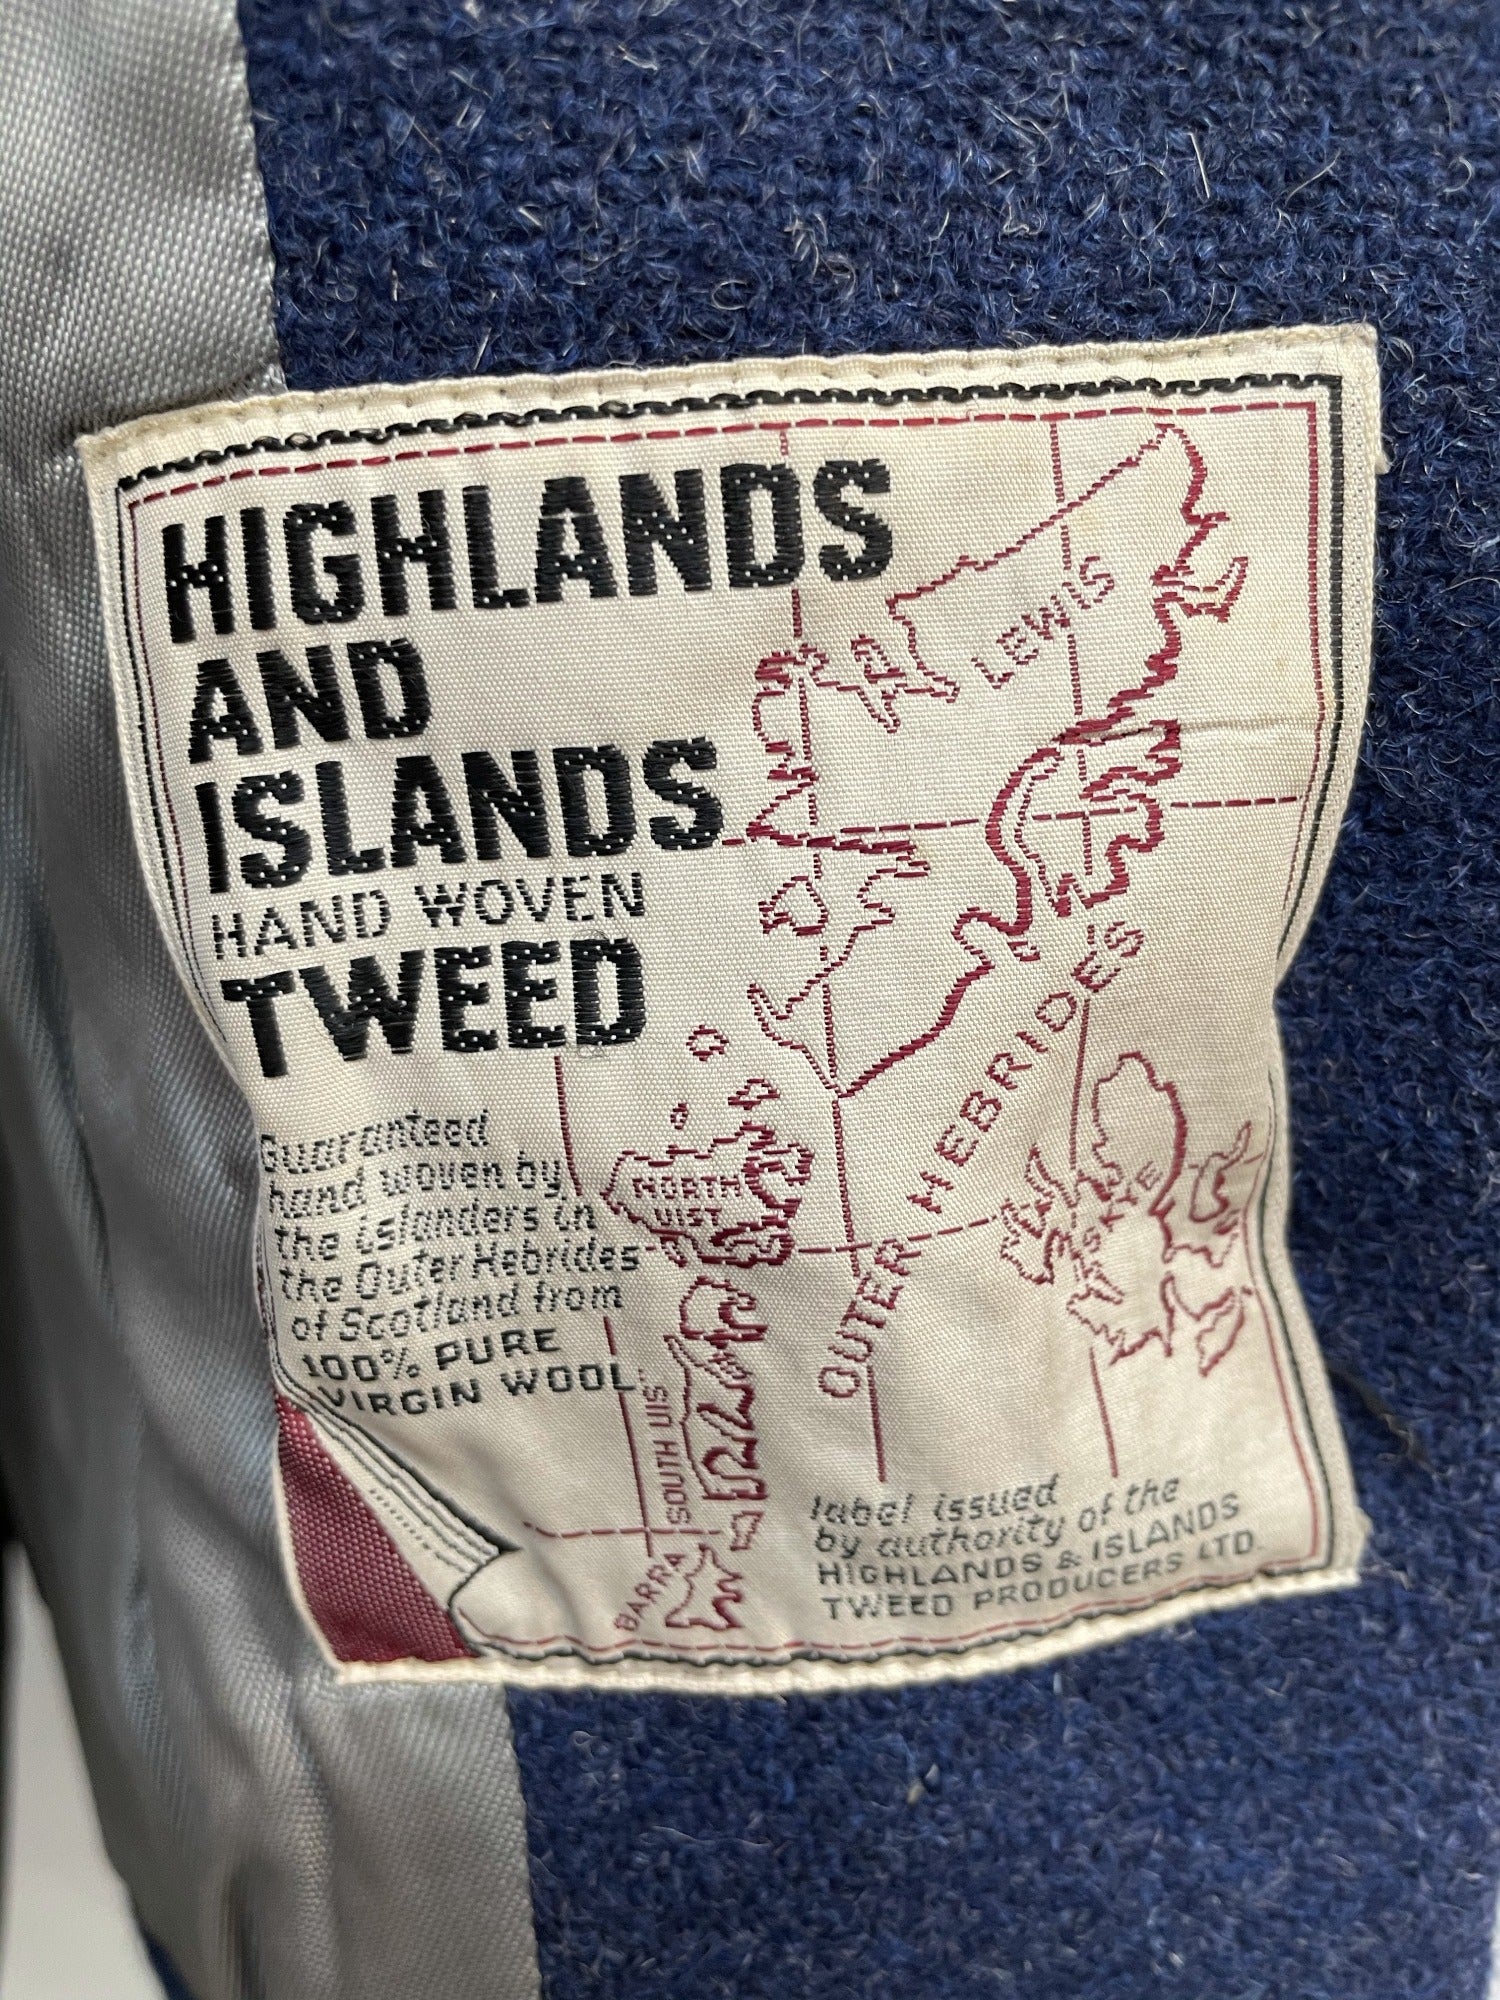 HIGHLANDS
AND
ISLANDS
HAND WOVEN
TWEED
Guaranteed
hand woven by
the islanders in
the Outer Hebrides
of Scotland from
100% PURE
VIRGIN WOOL
LEWIS
OUTER HEBRIDES
NORTH
UIST
SKYE
SOUTH UIS
BARRA
label issued
by authority of the
HIGHLANDS & ISLANDS
TWEED PRODUCERS LTD.